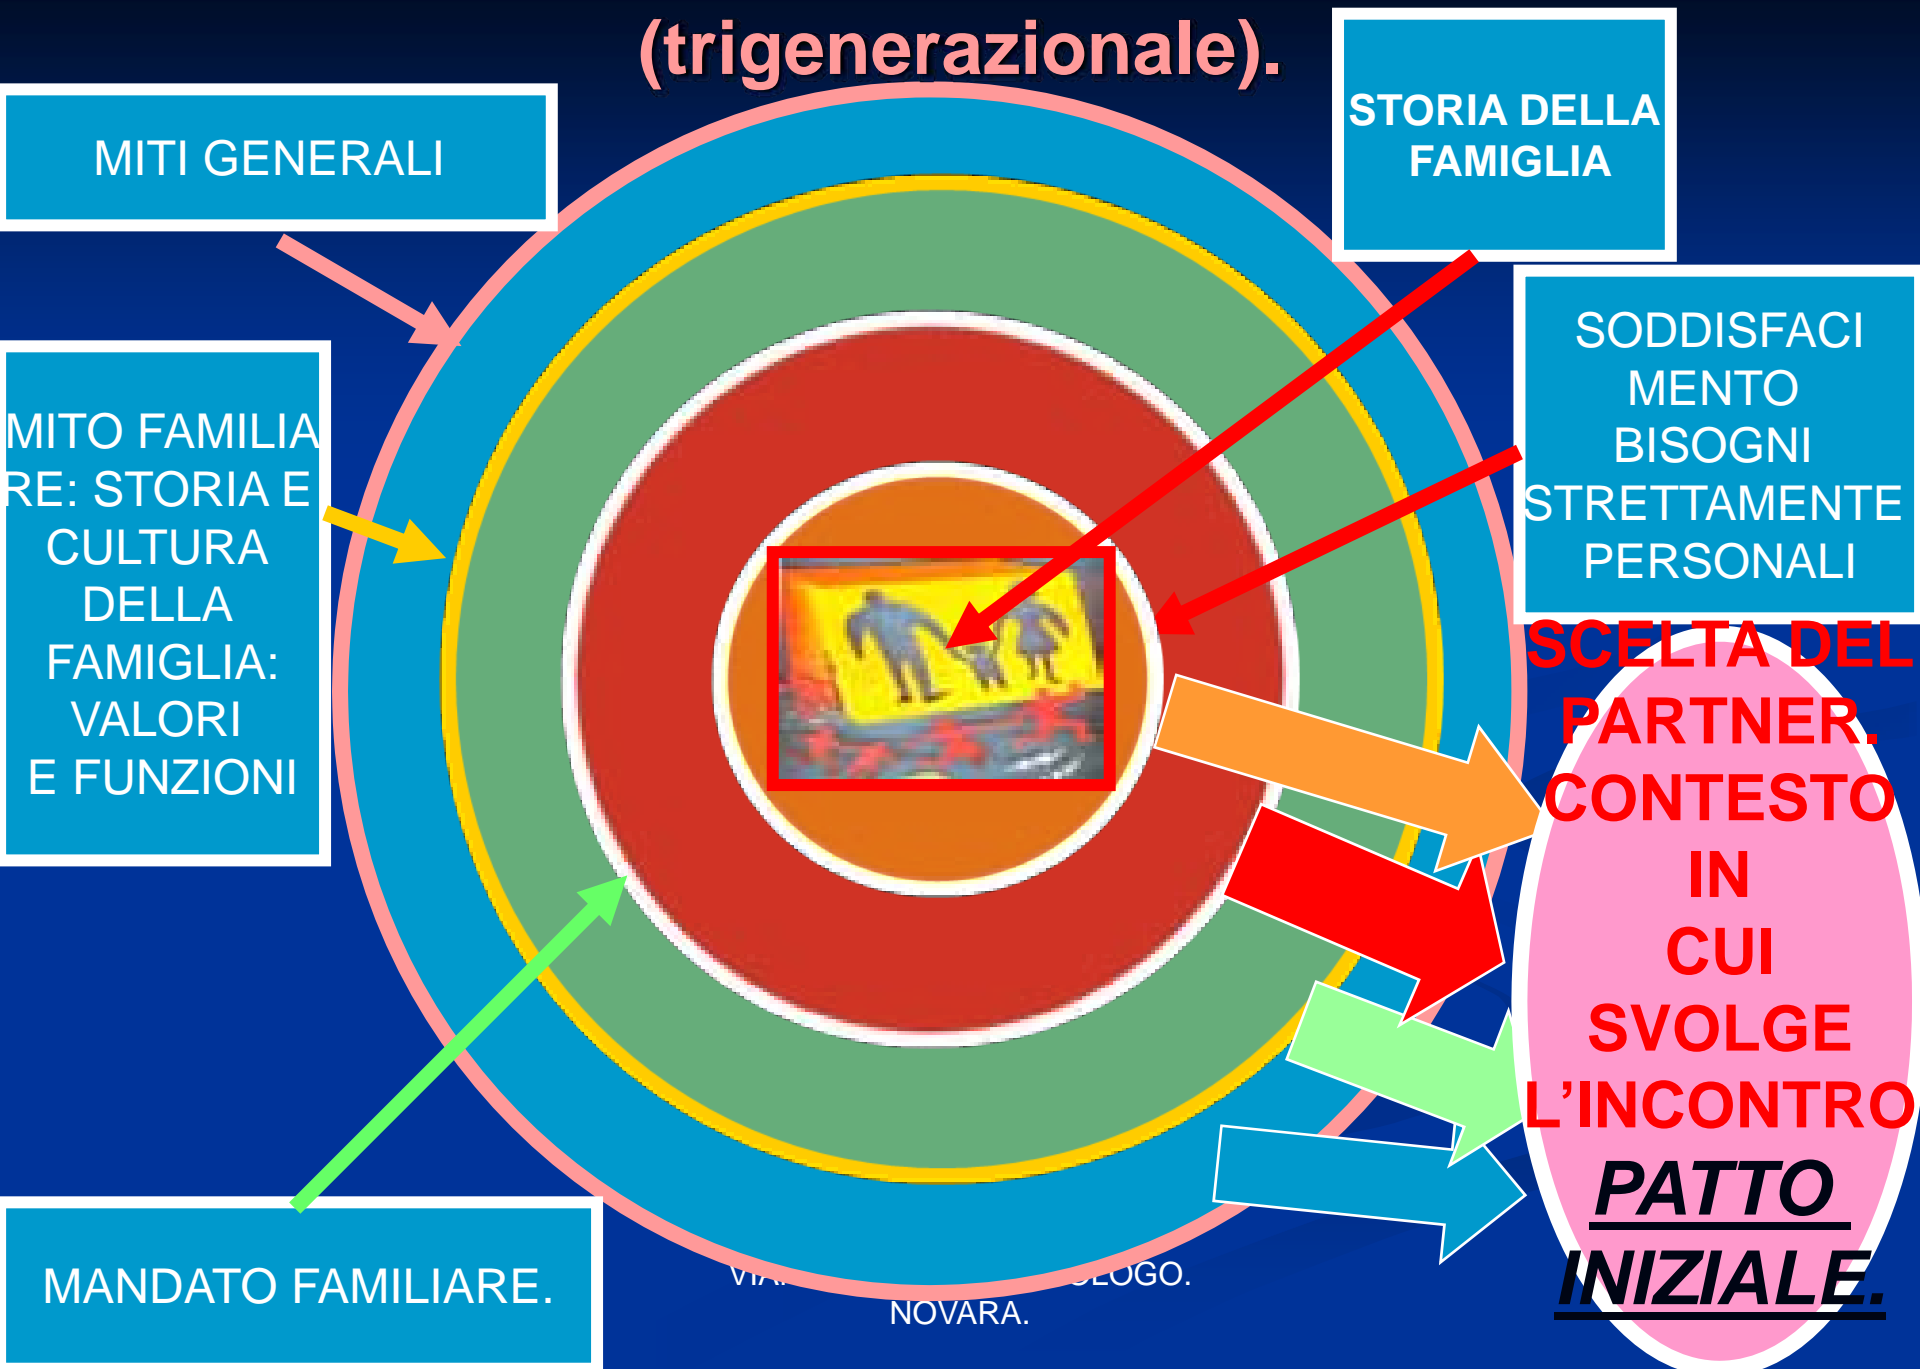 (trigenerazionale).
MITI GENERALI
STORIA DELLA
FAMIGLIA
MITO FAMILIA
RE: STORIA E
CULTURA
DELLA
FAMIGLIA:
VALORI
E FUNZIONI
SODDISFACI
MENTO
BISOGNI
STRETTAMENTE
PERSONALI
SCELTA DEL
PARTNER.
CONTESTO
IN
CUI
SVOLGE
L’INCONTRO
PATTO
INIZIALE.
MANDATO FAMILIARE.
NOVARA.